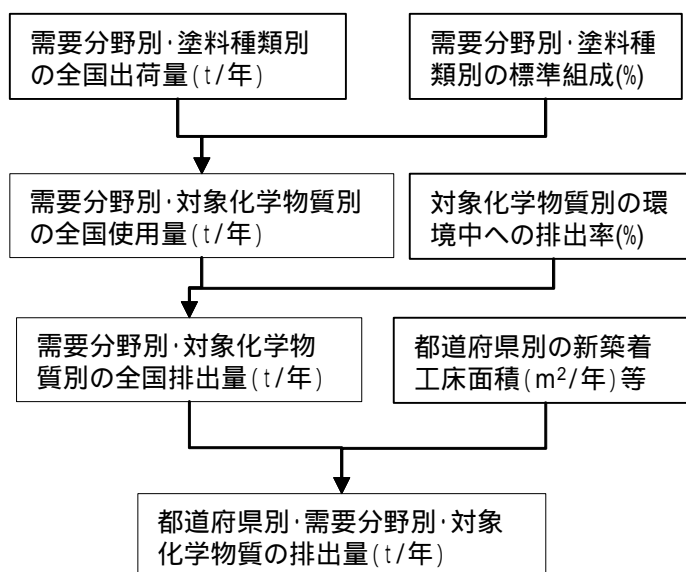 需要分野別･塗料種類別
の全国出荷量(t/年)
需要分野別･塗料種
類別の標準組成(%)
需要分野別･対象化学物質別
の全国使用量(t/年)
対象化学物質別の環
境中への排出率(%)
需要分野別･対象化学物
質別の全国排出量(t/年)
都道府県別の新築着
工床面積(m²/年)等
都道府県別･需要分野別･対象
化学物質の排出量(t/年)